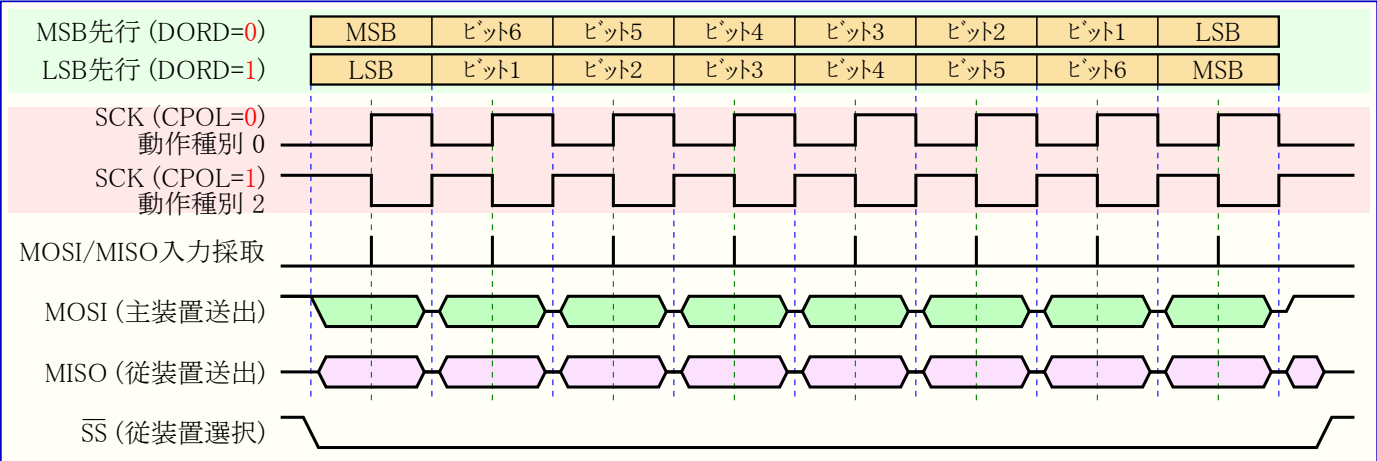 MSB先行 (DORD=0) MSB ﾋﾞｯﾄ6 ﾋﾞｯﾄ5 ﾋﾞｯﾄ4 ﾋﾞｯﾄ3 ﾋﾞｯﾄ2 ﾋﾞｯﾄ1 LSB
LSB先行 (DORD=1) LSB ﾋﾞｯﾄ1 ﾋﾞｯﾄ2 ﾋﾞｯﾄ3 ﾋﾞｯﾄ4 ﾋﾞｯﾄ5 ﾋﾞｯﾄ6 MSB
SCK (CPOL=0)
動作種別 0
SCK (CPOL=1)
動作種別 2
MOSI/MISO入力採取
MOSI (主装置送出)
MISO (従装置送出)
S̅S̅ (従装置選択)